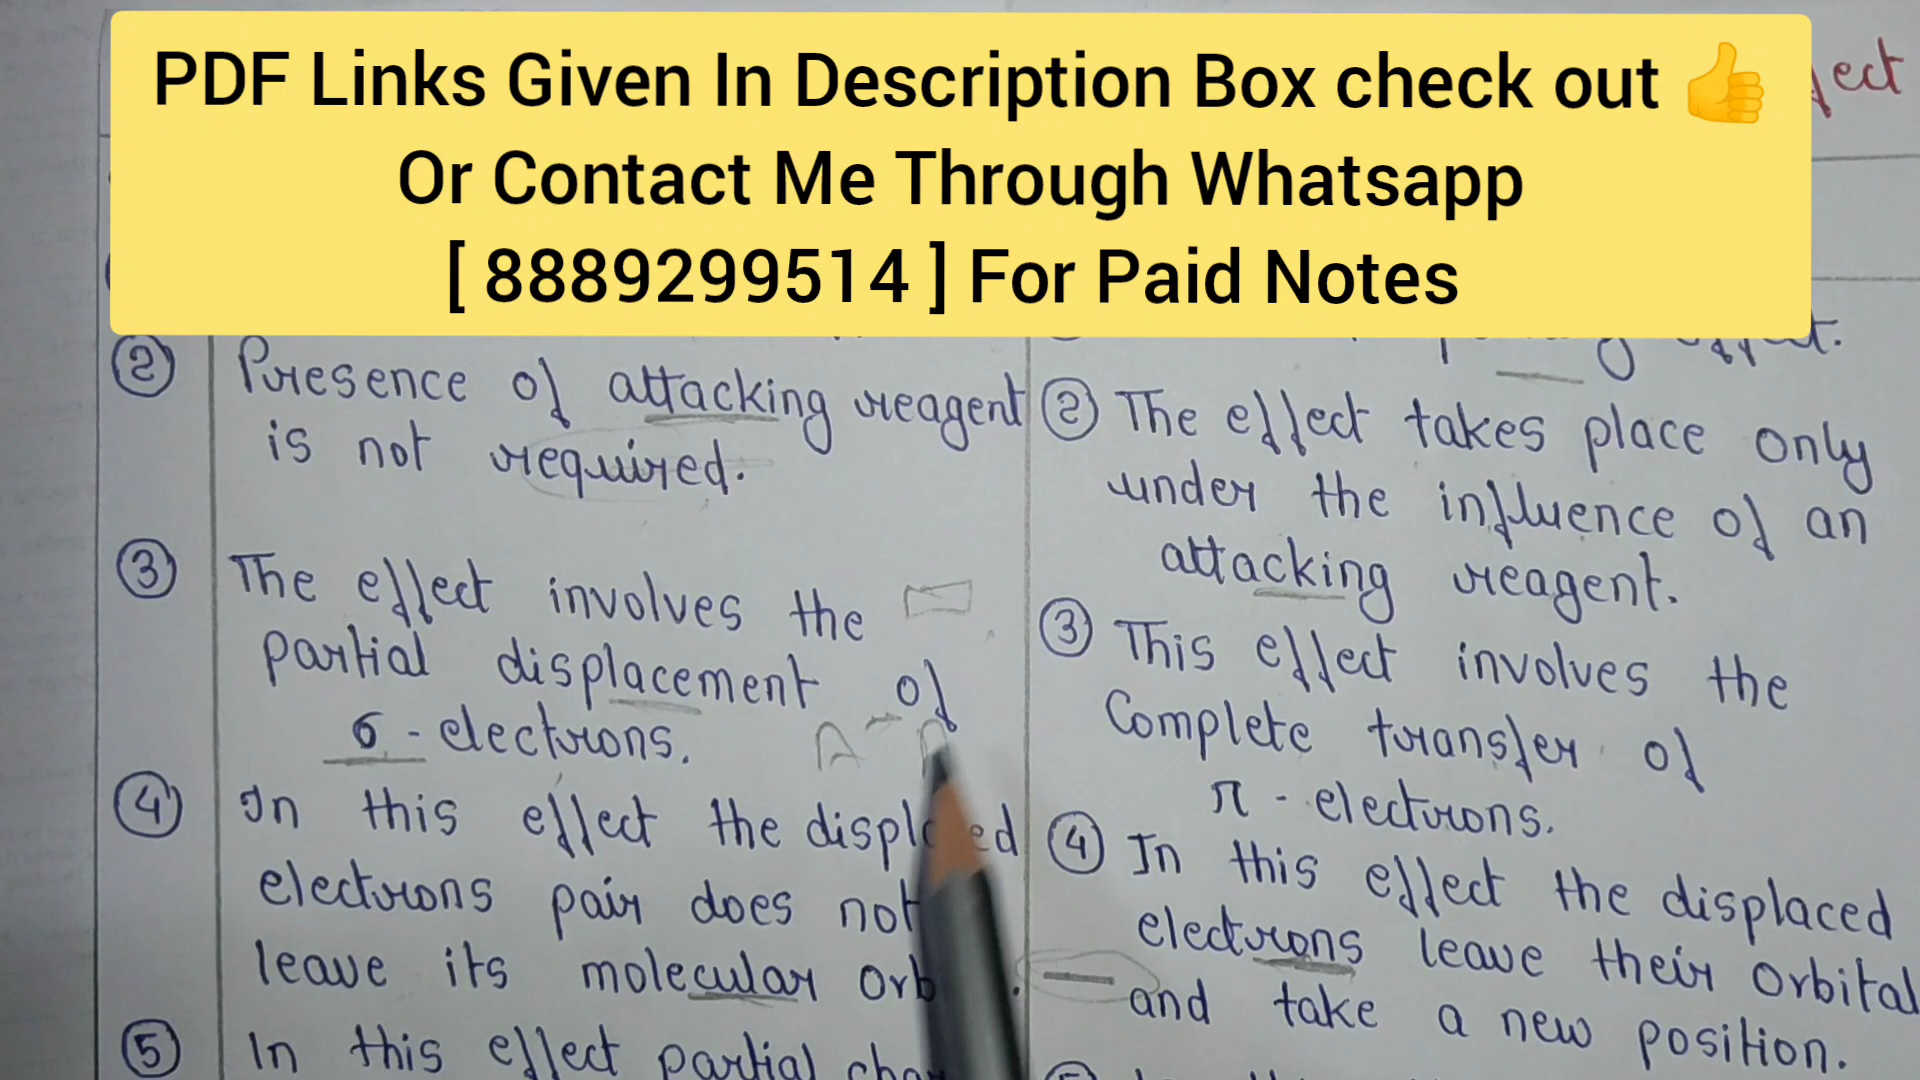 PDF Links Given In Description Box check out 👍
Or Contact Me Through Whatsapp
[ 8889299514 ] For Paid Notes
② Presence of attacking reagent
is not required.
③ The effect involves the
partial displacement of
σ - electrons.
④ In this effect the displaced
electrons pair does not
leave its molecular
⑤ In this effect partial
② The effect takes place only
under the influence of an
attacking reagent.
③ This effect involves the
Complete transfer of
π - electrons.
④ In this effect the displaced
electrons leave their orbital
and take a new position.